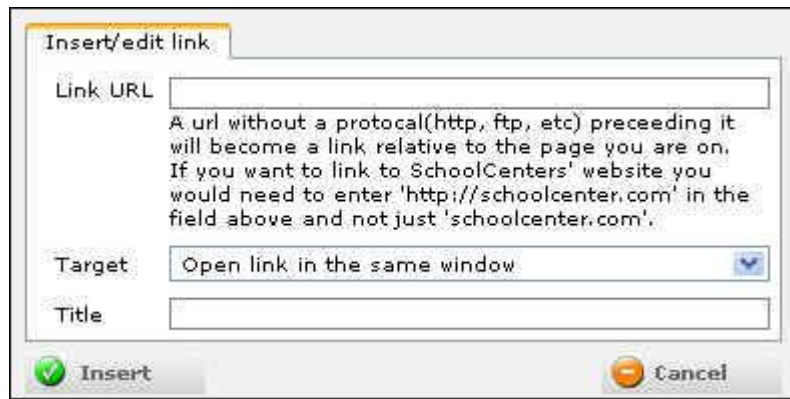 Insert/edit link
Link URL
A url without a protocal(http, ftp, etc) preceeding it
will become a link relative to the page you are on.
If you want to link to SchoolCenters' website you
would need to enter 'http://schoolcenter.com' in the
field above and not just 'schoolcenter.com'.
Target Open link in the same window
Title
Insert Cancel